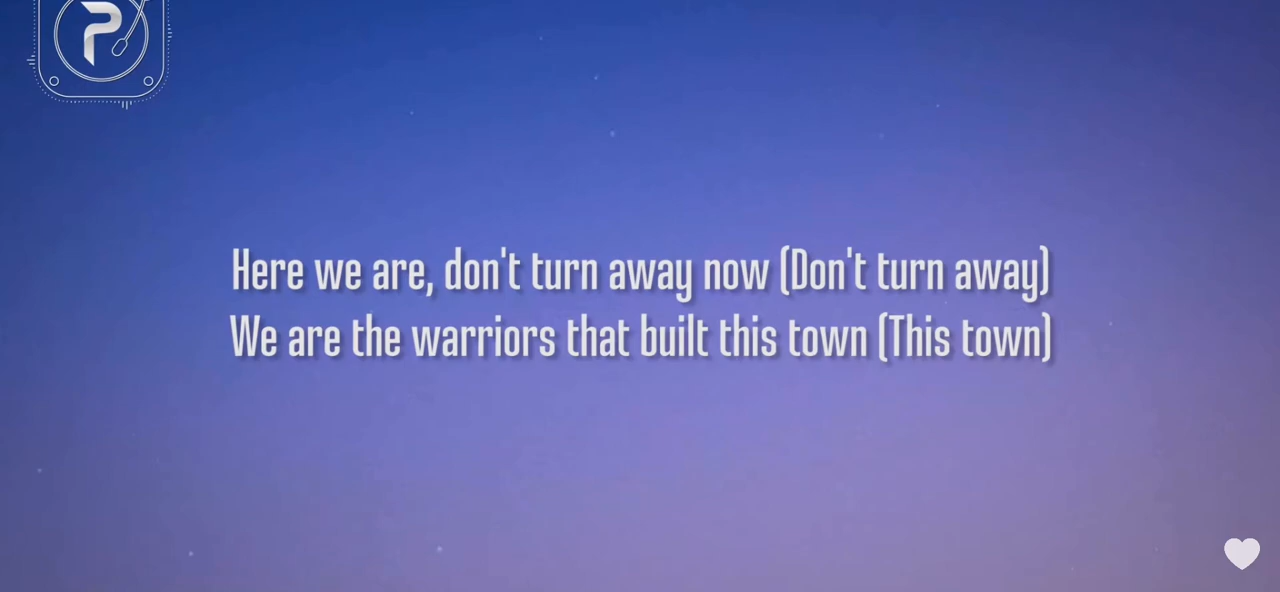 P
Here we are, don't turn away now (Don't turn away)
We are the warriors that built this town (This town)